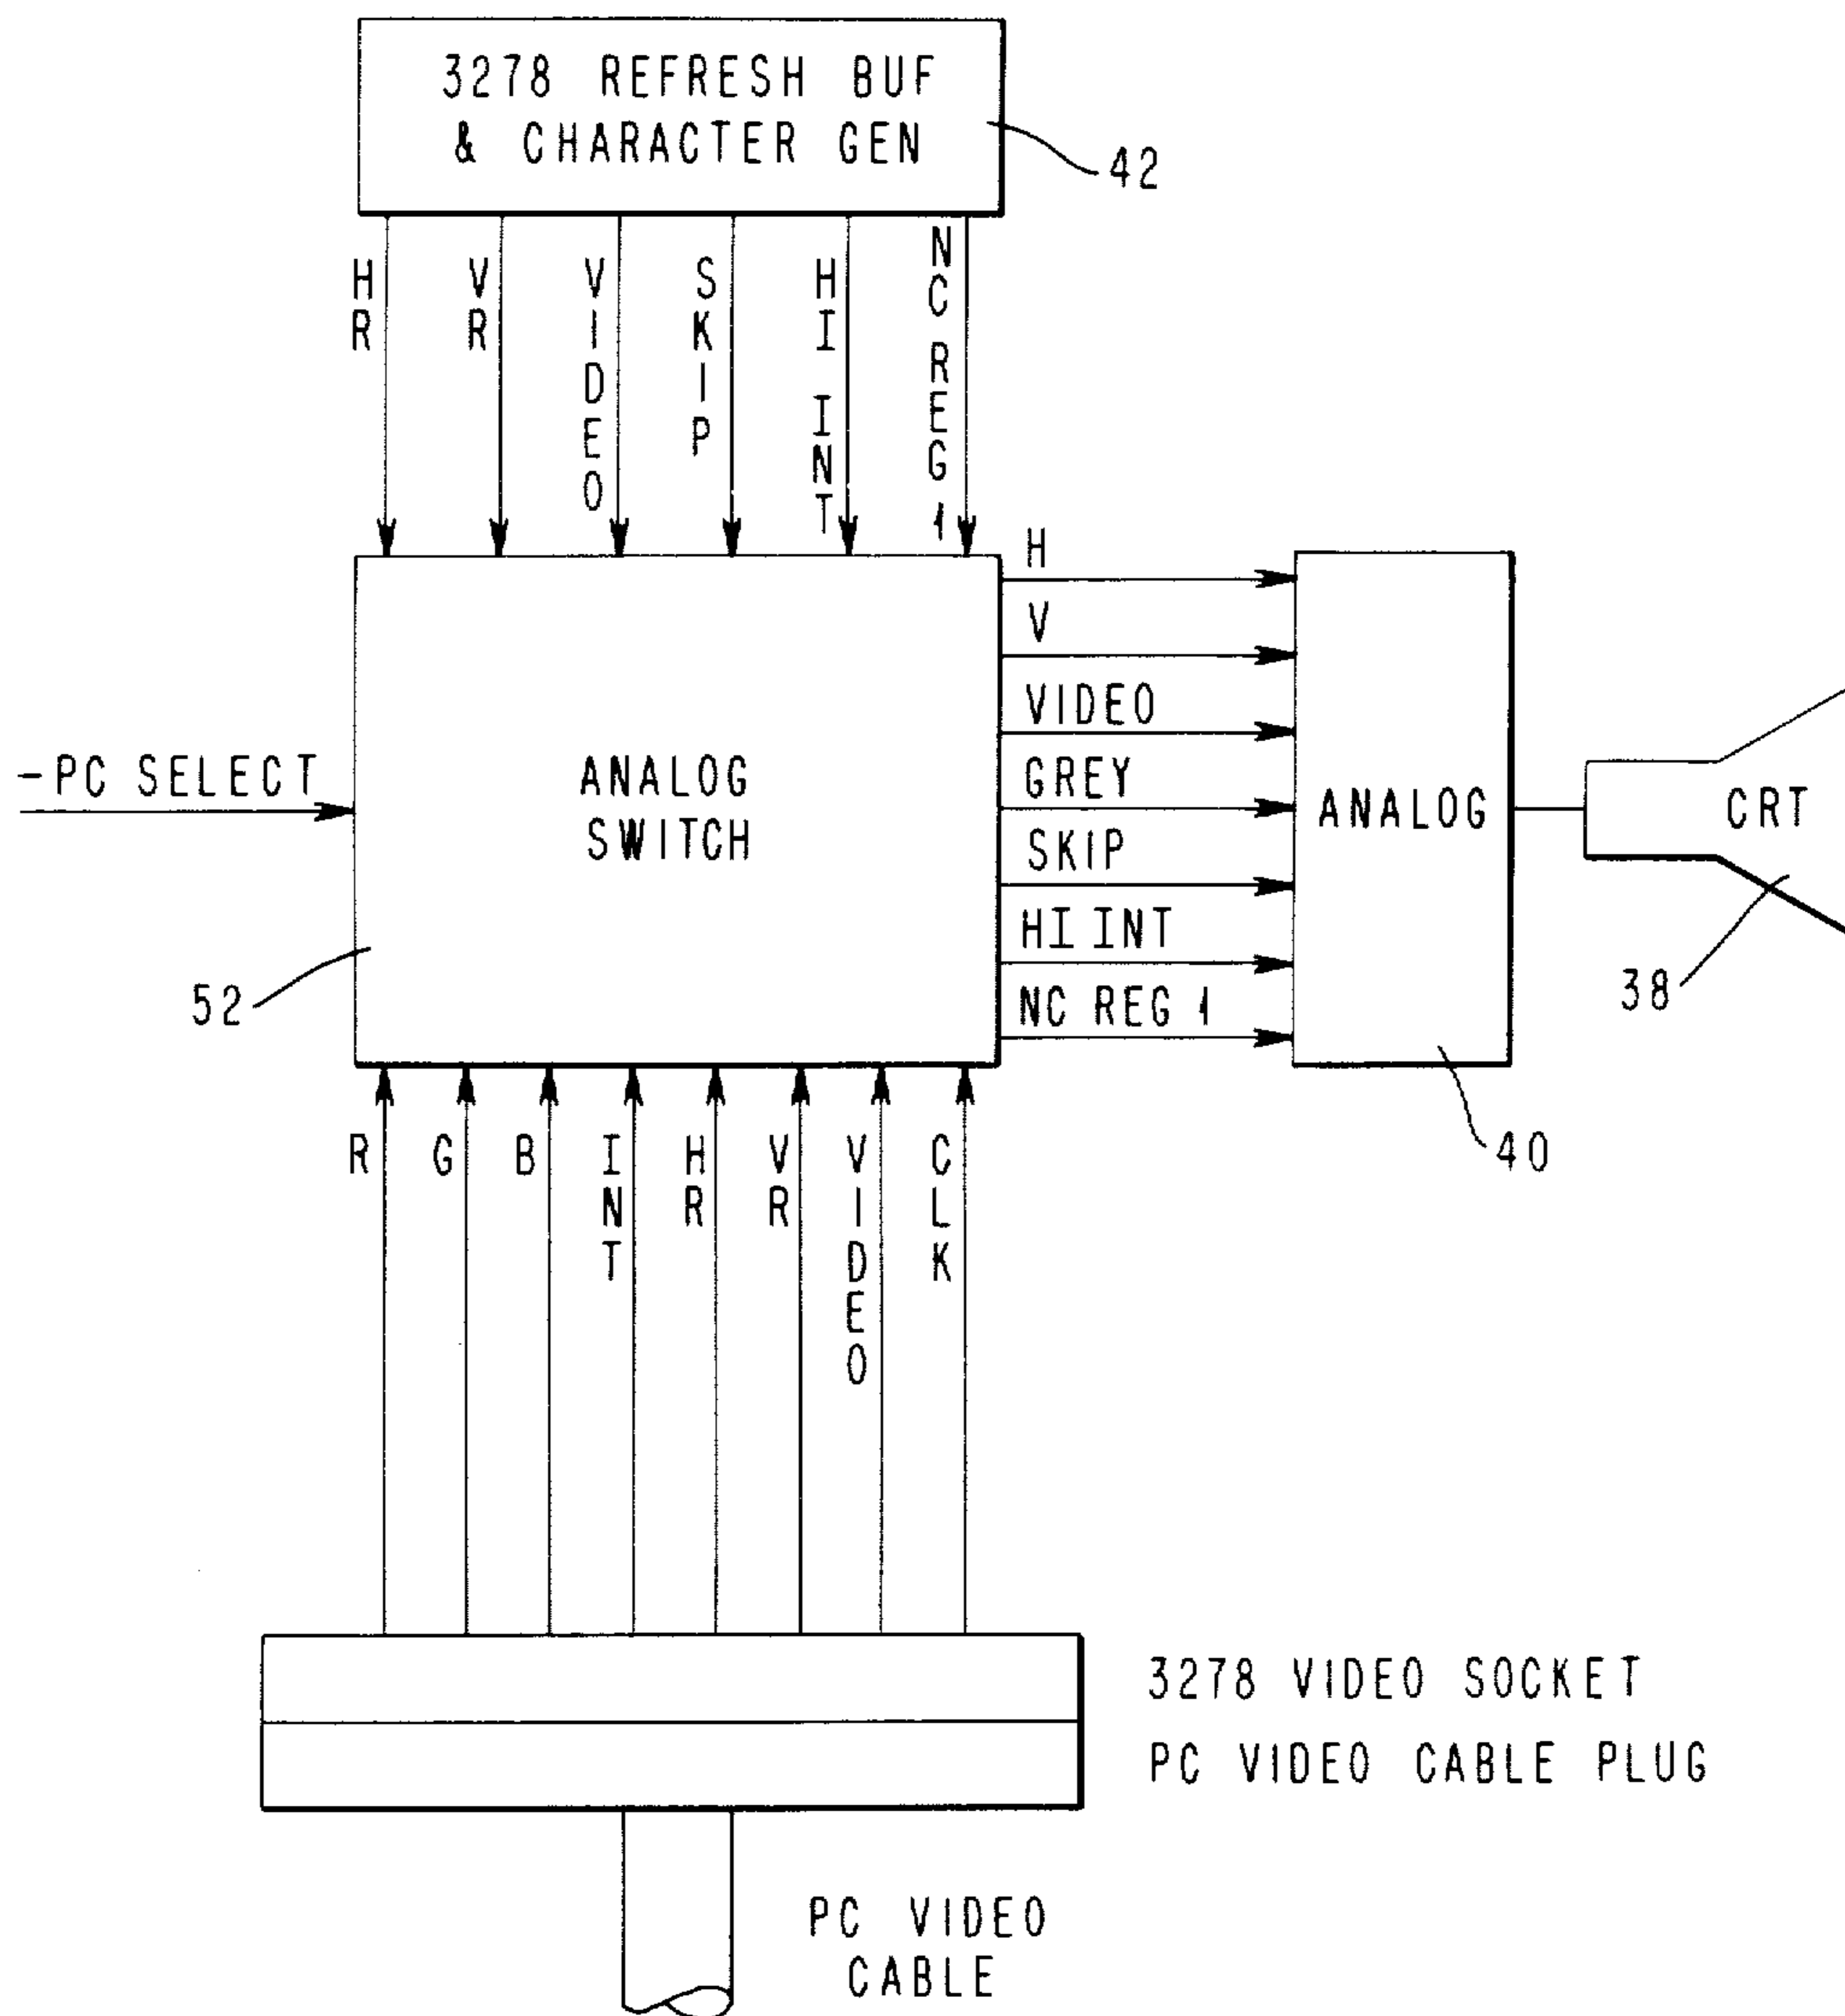 3278 REFRESH BUF
& CHARACTER GEN
42
HR
VR
VIDEO
SKIP
HI INT
NC REG 1
H
V
VIDEO
GREY
SKIP
HI INT
NC REG 1
-PC SELECT
ANALOG
SWITCH
52
ANALOG
40
CRT
38
R
G
B
INT
HR
VR
VIDEO
CLK
3278 VIDEO SOCKET
PC VIDEO CABLE PLUG
PC VIDEO
CABLE